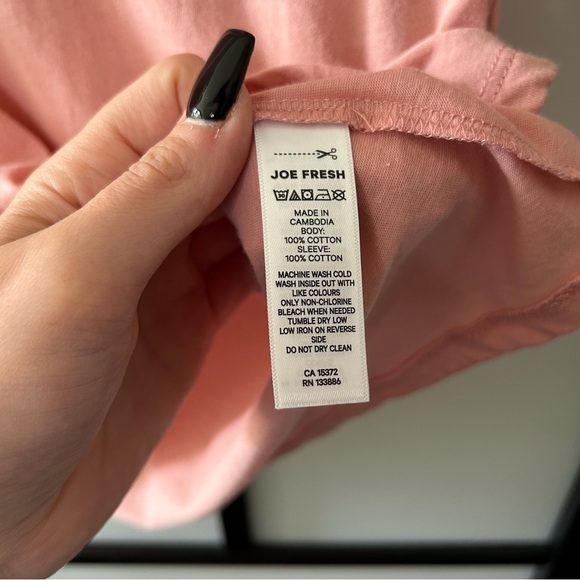 JOE FRESH
MADE IN
CAMBODIA
BODY:
100% COTTON
SLEEVE:
100% COTTON
MACHINE WASH COLD
WASH INSIDE OUT WITH
LIKE COLOURS
ONLY NON-CHLORINE
BLEACH WHEN NEEDED
TUMBLE DRY LOW
LOW IRON ON REVERSE
SIDE
DO NOT DRY CLEAN
CA 15372
RN 133886